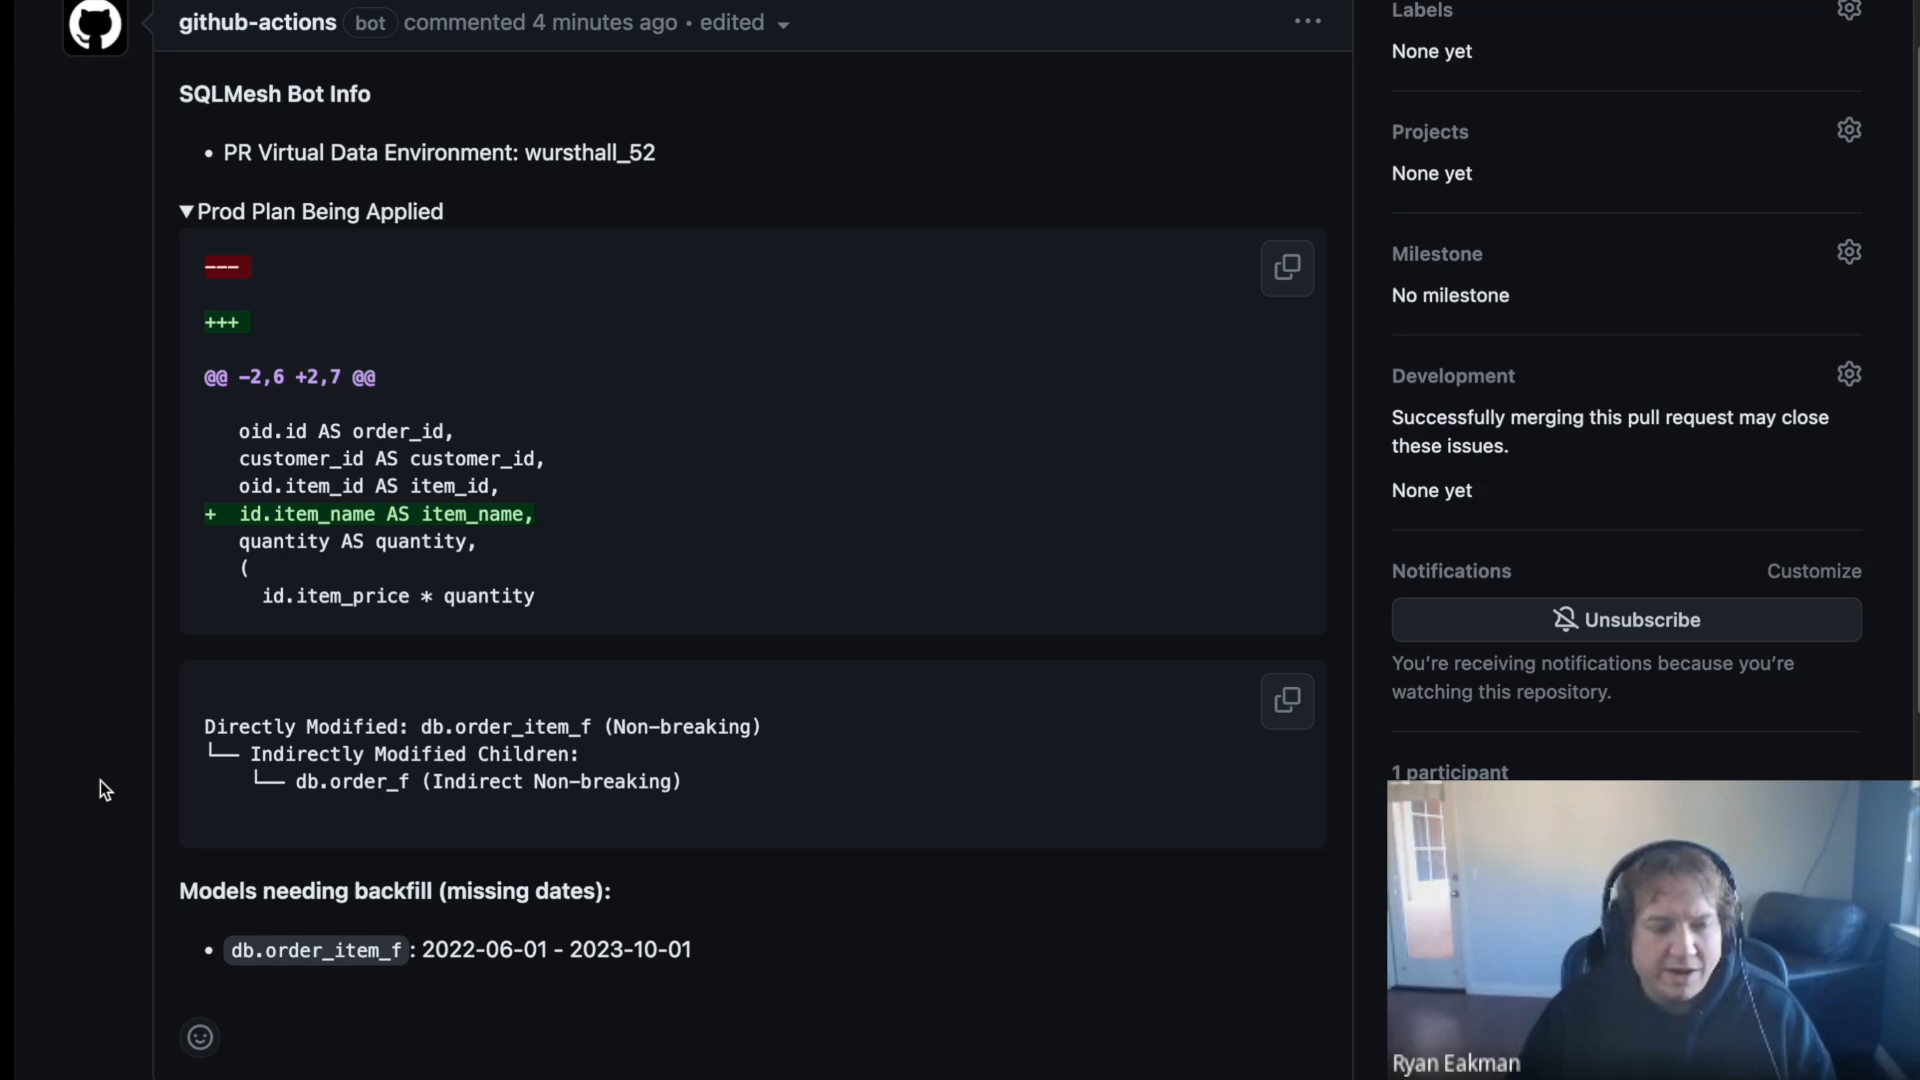 github-actions bot commented 4 minutes ago • edited
SQLMesh Bot Info
• PR Virtual Data Environment: wursthall_52
▼Prod Plan Being Applied
---
+++
@@ -2,6 +2,7 @@
oid.id AS order_id,
customer_id AS customer_id,
oid.item_id AS item_id,
+ id.item_name AS item_name,
quantity AS quantity,
(
id.item_price * quantity
Directly Modified: db.order_item_f (Non-breaking)
└── Indirectly Modified Children:
└── db.order_f (Indirect Non-breaking)
Models needing backfill (missing dates):
• db.order_item_f: 2022-06-01 - 2023-10-01
Labels
None yet
Projects
None yet
Milestone
No milestone
Development
Successfully merging this pull request may close
these issues.
None yet
Notifications Customize
Unsubscribe
You’re receiving notifications because you’re
watching this repository.
1 participant
Ryan Eakman